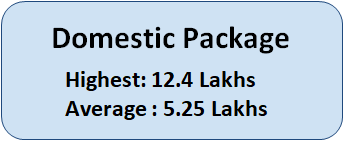 Domestic Package
Highest: 12.4 Lakhs
Average : 5.25 Lakhs